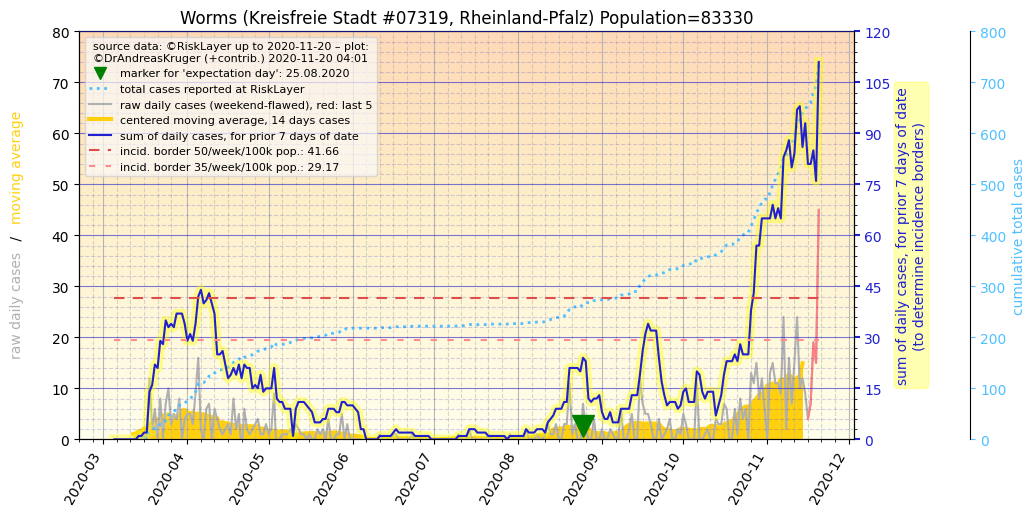 Worms (Kreisfreie Stadt #07319, Rheinland-Pfalz) Population=83330
source data: ©RiskLayer up to 2020-11-20 – plot:
©DrAndreasKruger (+contrib.) 2020-11-20 04:01
marker for 'expectation day': 25.08.2020
total cases reported at RiskLayer
raw daily cases (weekend-flawed), red: last 5
centered moving average, 14 days cases
sum of daily cases, for prior 7 days of date
incid. border 50/week/100k pop.: 41.66
incid. border 35/week/100k pop.: 29.17
raw daily cases / moving average
80
70
60
50
40
30
20
10
0
120
105
90
75
60
45
30
15
0
sum of daily cases, for prior 7 days of date
(to determine incidence borders)
800
700
600
500
400
300
200
100
0
cumulative total cases
2020-03
2020-04
2020-05
2020-06
2020-07
2020-08
2020-09
2020-10
2020-11
2020-12